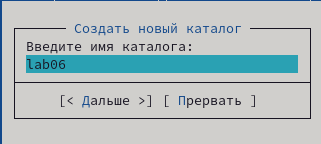 Создать новый каталог
Введите имя каталога:
lab06
[< Дальше >] [ Прервать ]